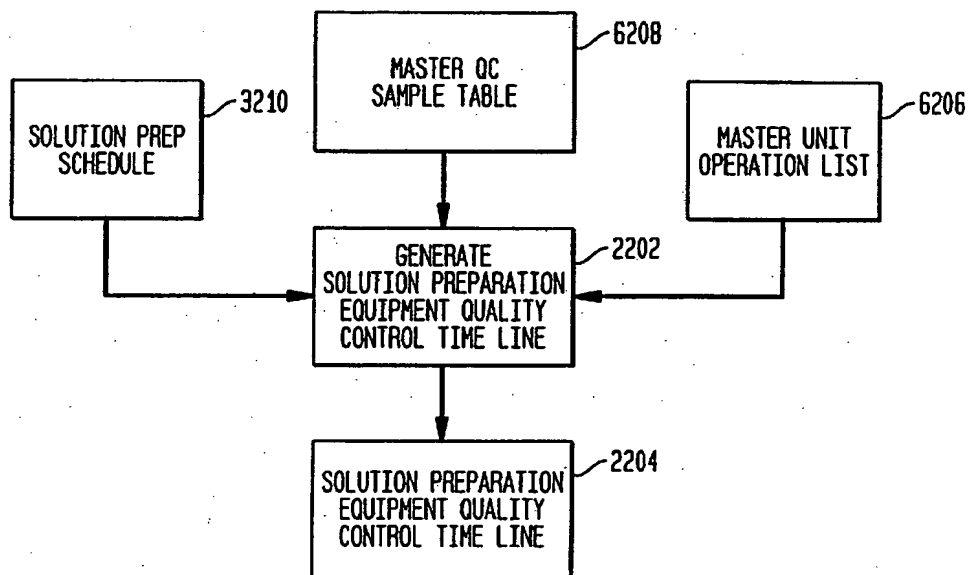 6208
MASTER QC
SAMPLE TABLE
3210
SOLUTION PREP
SCHEDULE
6206
MASTER UNIT
OPERATION LIST
2202
GENERATE
SOLUTION PREPARATION
EQUIPMENT QUALITY
CONTROL TIME LINE
2204
SOLUTION PREPARATION
EQUIPMENT QUALITY
CONTROL TIME LINE